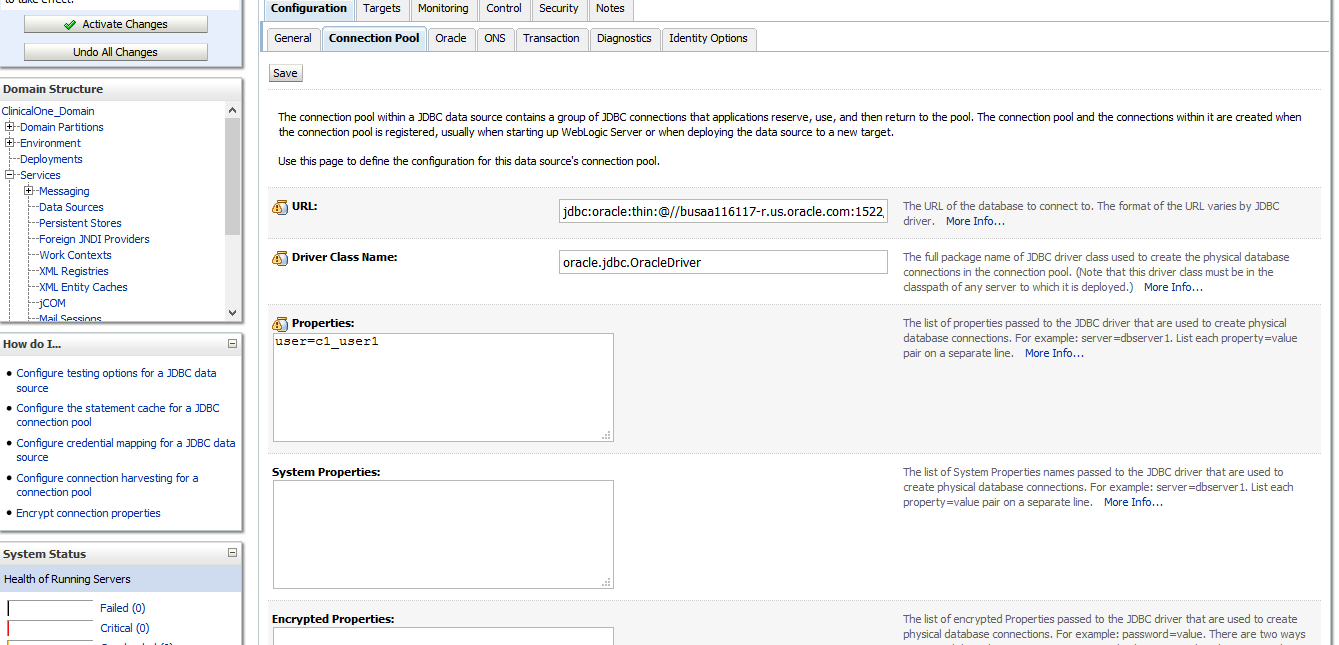 to take effect.
Activate Changes
Undo All Changes
Domain Structure
ClinicalOne_Domain
Domain Partitions
Environment
Deployments
Services
Messaging
Data Sources
Persistent Stores
Foreign JNDI Providers
Work Contexts
XML Registries
XML Entity Caches
jCOM
Mail Sessions
How do I...
Configure testing options for a JDBC data
source
Configure the statement cache for a JDBC
connection pool
Configure credential mapping for a JDBC data
source
Configure connection harvesting for a
connection pool
Encrypt connection properties
System Status
Health of Running Servers
Failed (0)
Critical (0)
Configuration Targets Monitoring Control Security Notes
General Connection Pool Oracle ONS Transaction Diagnostics Identity Options
Save
The connection pool within a JDBC data source contains a group of JDBC connections that applications reserve, use, and then return to the pool. The connection pool and the connections within it are created when
the connection pool is registered, usually when starting up WebLogic Server or when deploying the data source to a new target.
Use this page to define the configuration for this data source's connection pool.
URL:
jdbc:oracle:thin:@//busaa116117-r.us.oracle.com:1522
The URL of the database to connect to. The format of the URL varies by JDBC
driver. More Info...
Driver Class Name:
oracle.jdbc.OracleDriver
The full package name of JDBC driver class used to create the physical database
connections in the connection pool. (Note that this driver class must be in the
classpath of any server to which it is deployed.) More Info...
Properties:
user=c1_user1
The list of properties passed to the JDBC driver that are used to create physical
database connections. For example: server=dbserver1. List each property=value
pair on a separate line. More Info...
System Properties:
The list of System Properties names passed to the JDBC driver that are used to
create physical database connections. For example: server=dbserver1. List each
property=value pair on a separate line. More Info...
Encrypted Properties:
The list of encrypted Properties passed to the JDBC driver that are used to create
physical database connections. For example: password=value. There are two ways